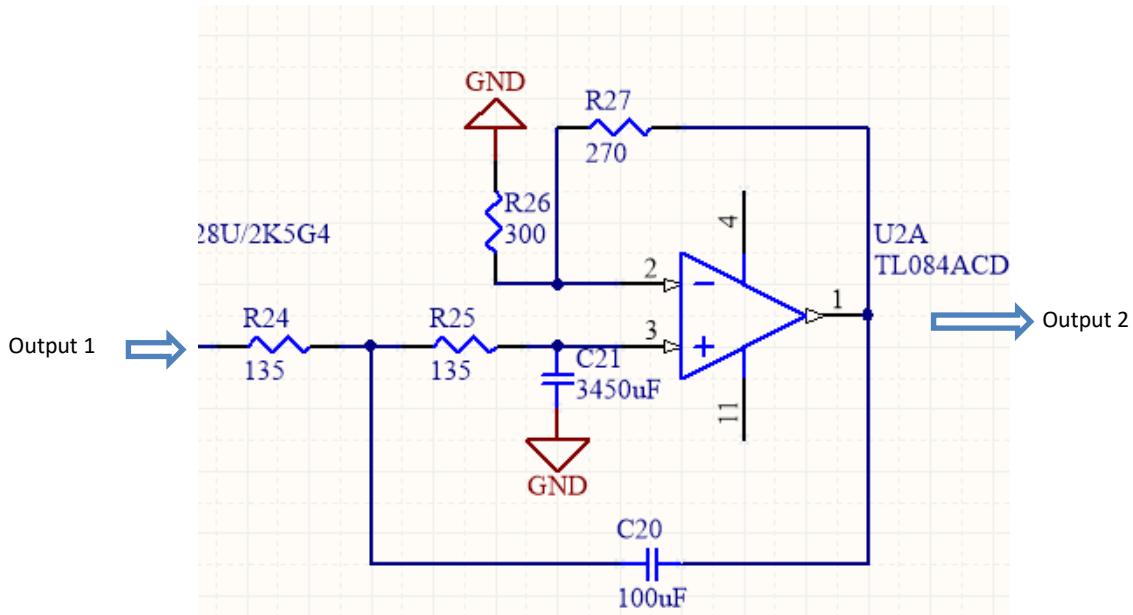 GND
R27
270
R26
300
28U/2K5G4
4
U2A
TL084ACD
2
1
Output 2
R24
135
R25
135
3
Output 1
C21
3450uF
11
GND
C20
100uF